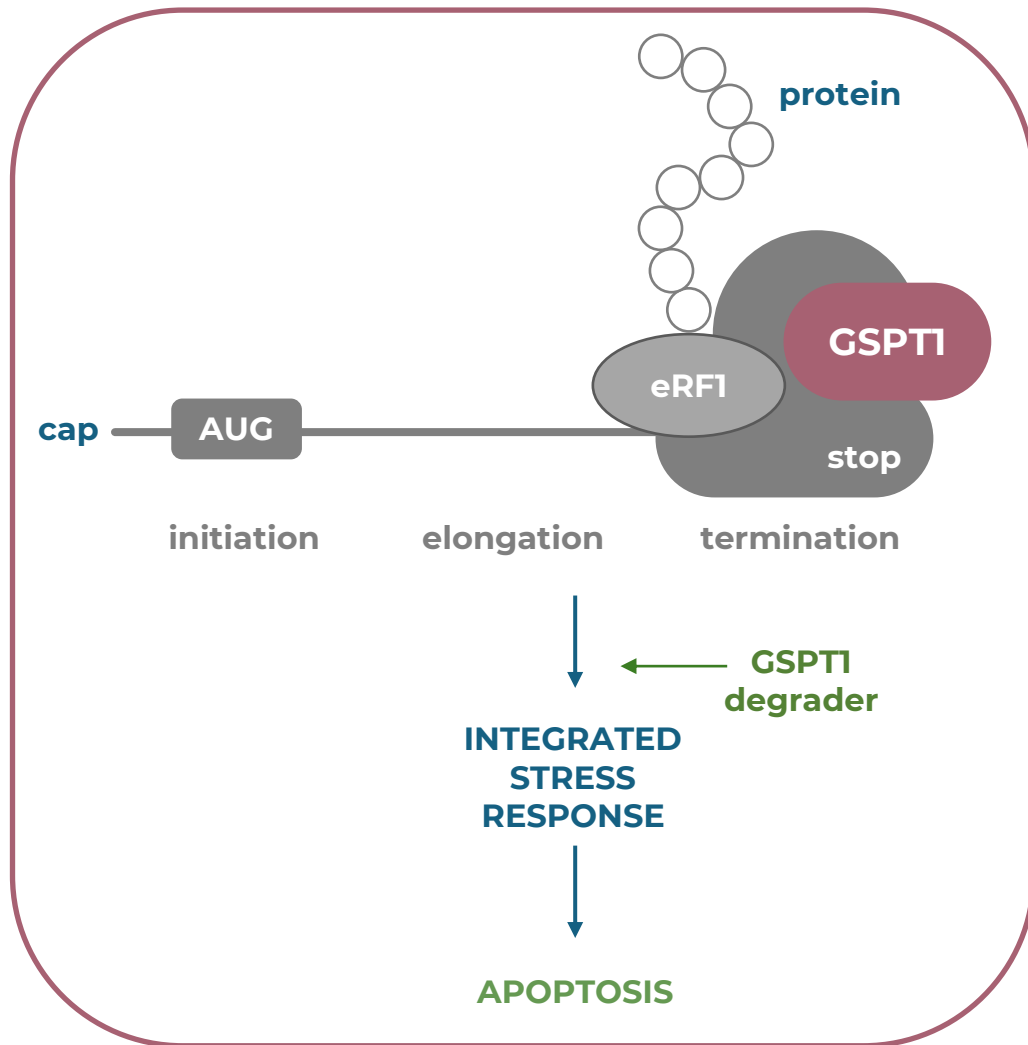 protein
GSPT1
eRF1
cap
AUG
stop
initiation
elongation
termination
GSPT1
degrader
INTEGRATED
STRESS
RESPONSE
APOPTOSIS